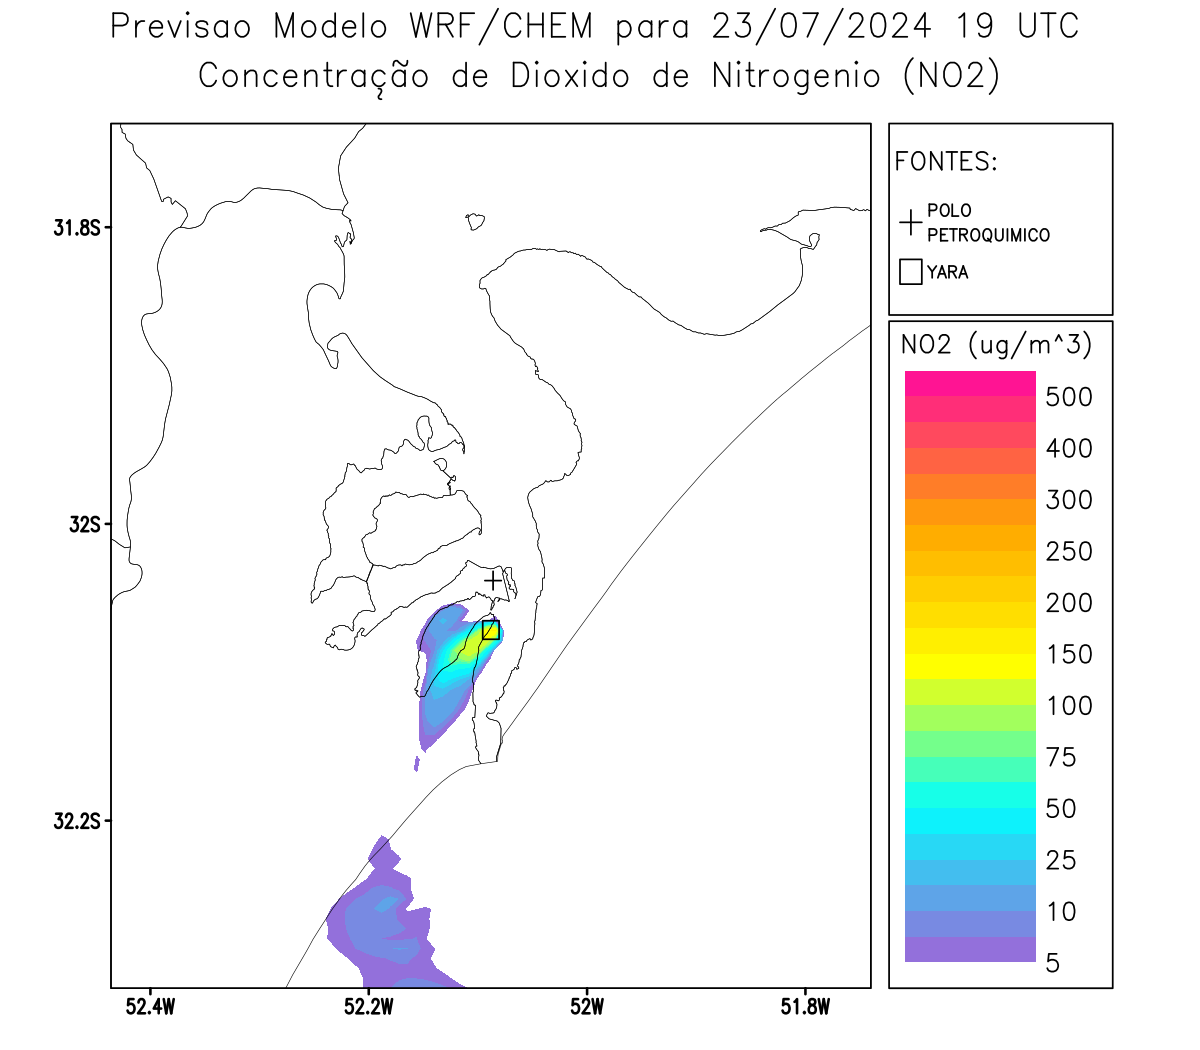 Previsao Modelo WRF/CHEM para 23/07/2024 19 UTC
Concentração de Dioxido de Nitrogenio (NO2)
FONTES:
POLO
PETROQUIMICO
YARA
NO2 (ug/m^3)
500
400
300
250
200
150
100
75
50
25
10
5
31.8S
32S
32.2S
52.4W
52.2W
52W
51.8W